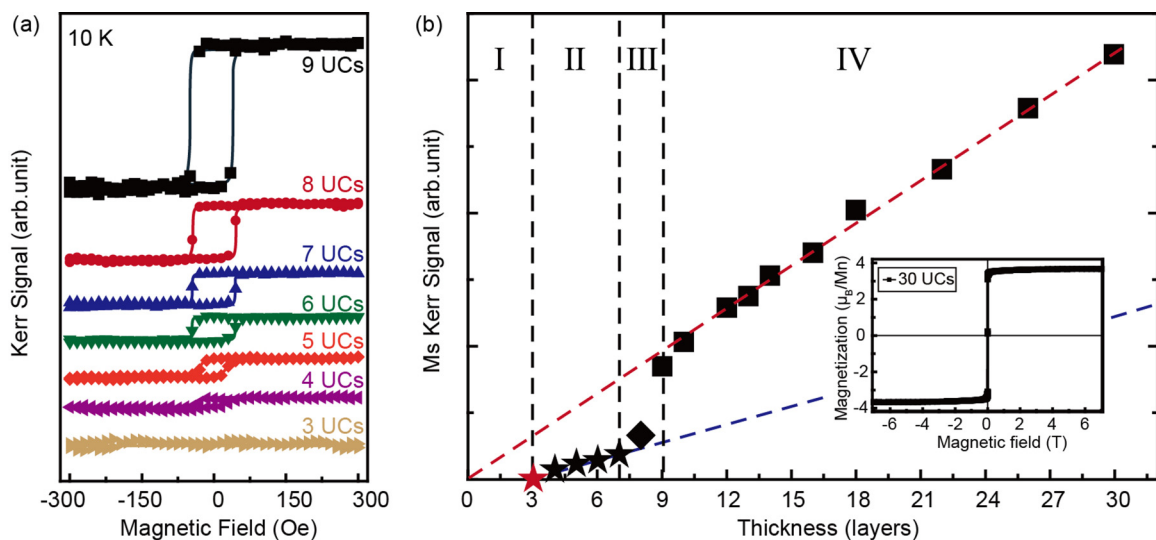 (a)
10 K
9 UCs
8 UCs
7 UCs
6 UCs
5 UCs
4 UCs
3 UCs
Kerr Signal (arb.unit)
-300 -150 0 150 300
Magnetic Field (Oe)
(b)
I II III IV
Ms Kerr Signal (arb.unit)
0 3 6 9 12 15 18 21 24 27 30
Thickness (layers)
30 UCs
Magnetization (μB/Mn)
4
2
0
-2
-4
-6 -4 -2 0 2 4 6
Magnetic field (T)